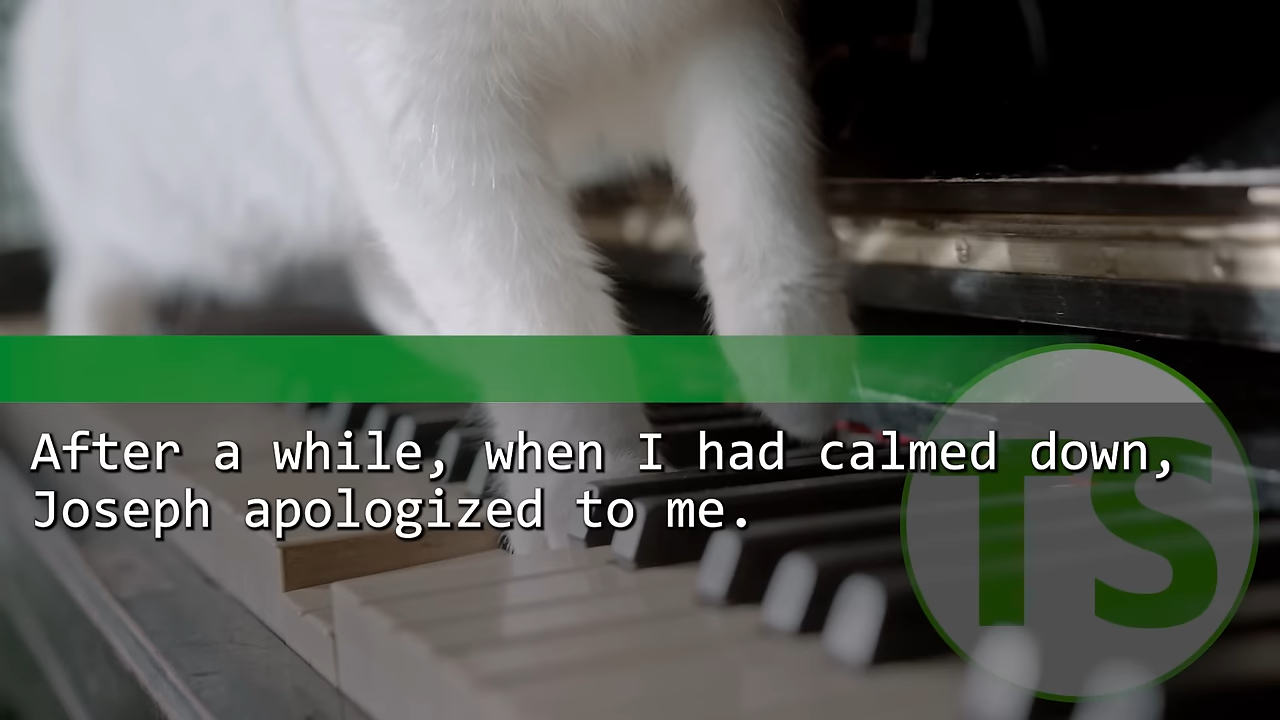 After a while, when I had calmed down,
Joseph apologized to me.
TS